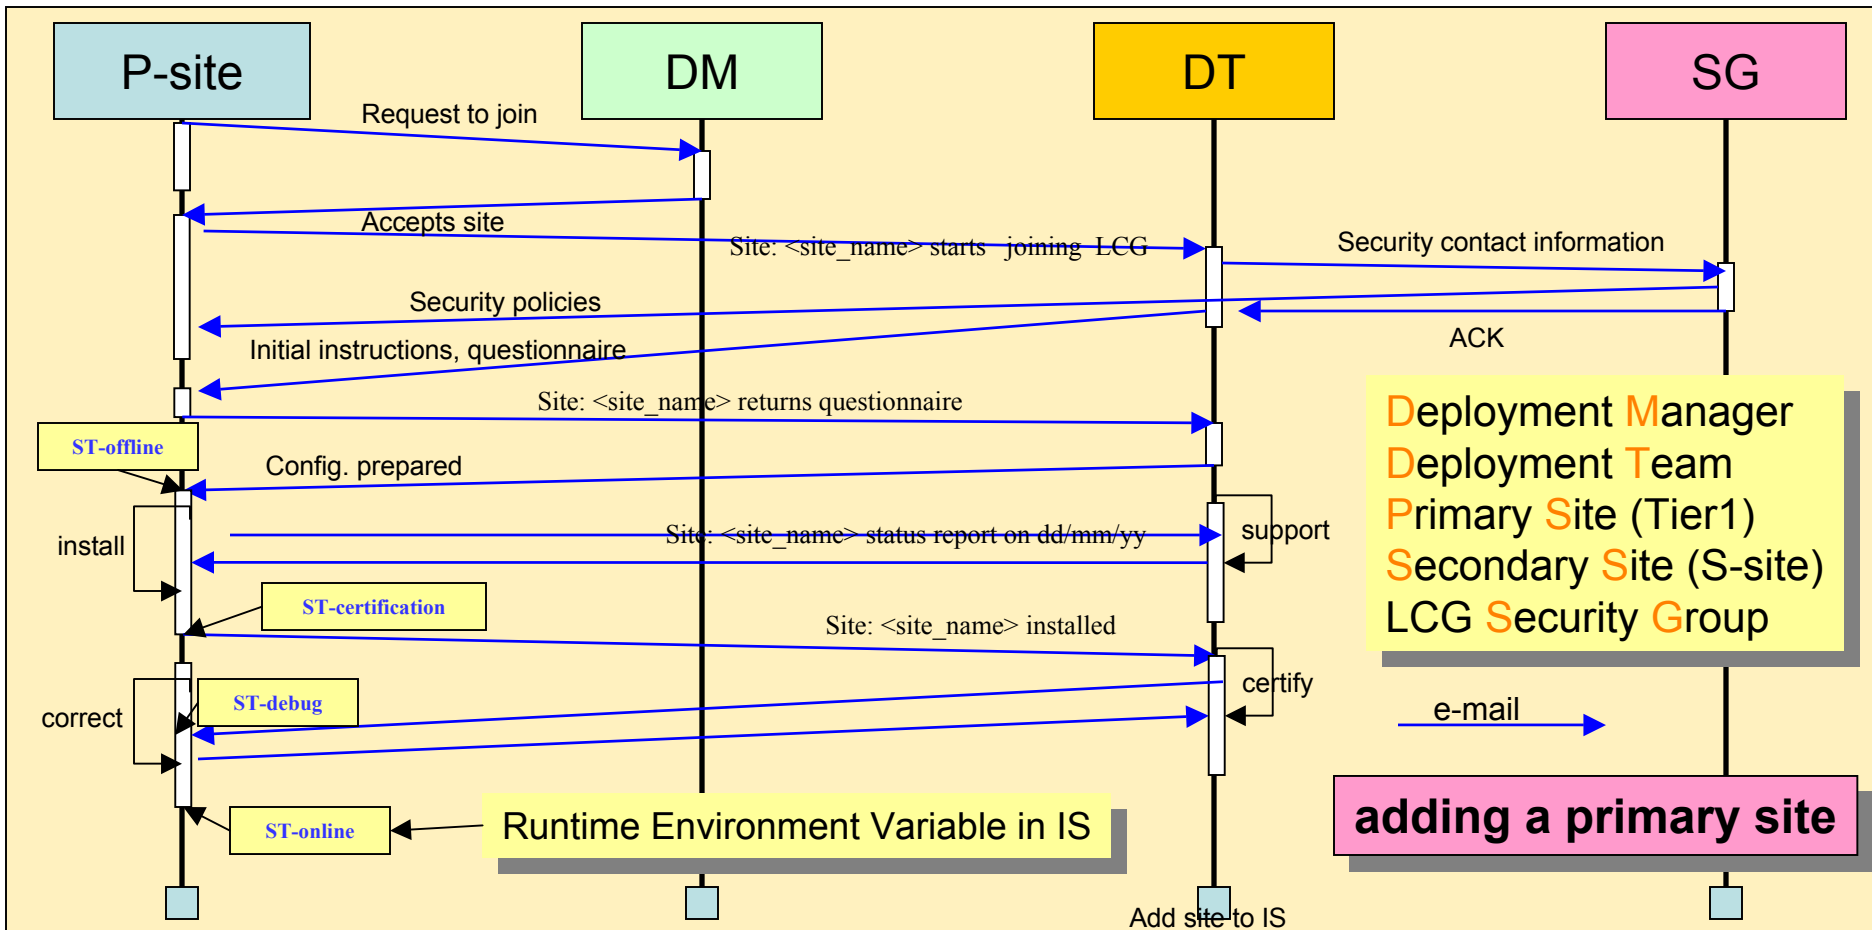 P-site
DM
DT
SG
Request to join
Accepts site
Site: <site_name> starts joining LCG
Security contact information
Security policies
ACK
Initial instructions, questionnaire
Site: <site_name> returns questionnaire
ST-offline
Config. prepared
install
Site: <site_name> status report on dd/mm/yy
support
ST-certification
Site: <site_name> installed
certify
correct
ST-debug
ST-online
Runtime Environment Variable in IS
Deployment Manager
Deployment Team
Primary Site (Tier1)
Secondary Site (S-site)
LCG Security Group
e-mail
adding a primary site
Add site to IS